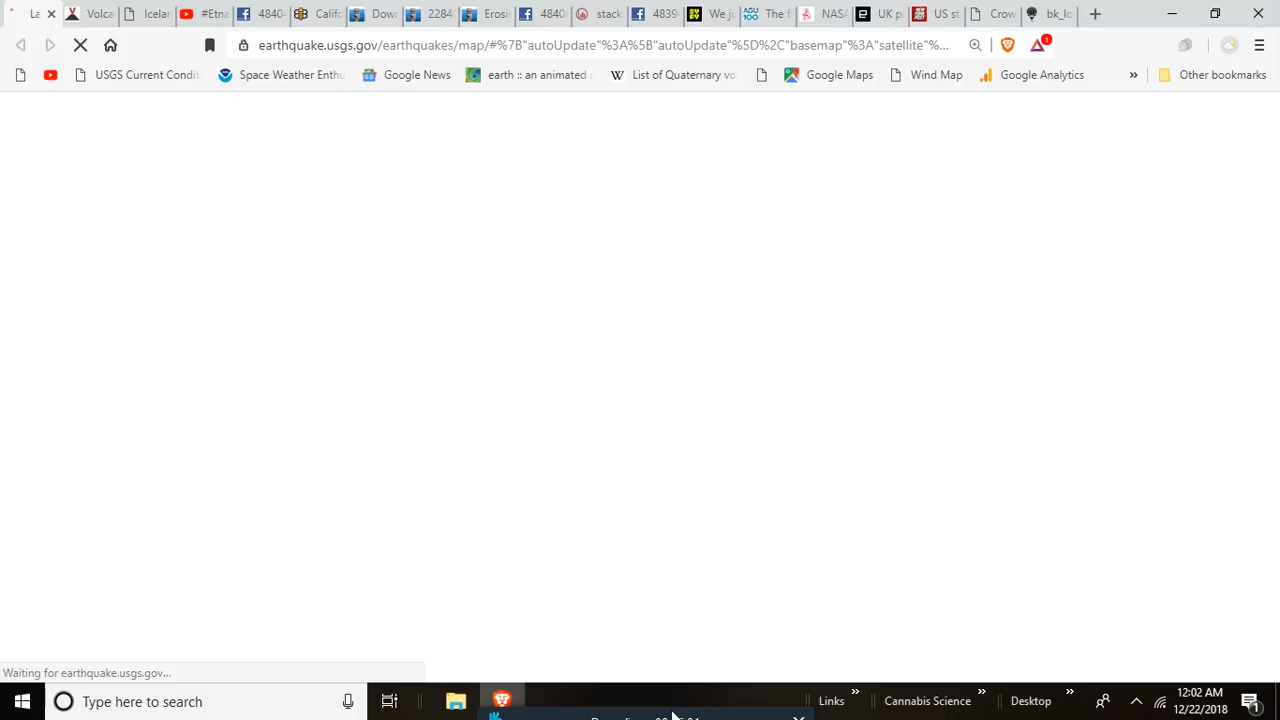 La Volca Icelar #Etna 4840 Califo Dow 2284 Erosio 4840 stack 4839 We ju The f NASA UK p US st Crow bk_lo
earthquake.usgs.gov/earthquakes/map/#%7B"autoUpdate"%3A%5B"autoUpdate"%5D%2C"basemap"%3A"satellite"%... 1
USGS Current Condit Space Weather Enthu Google News earth :: an animated List of Quaternary vo Google Maps Wind Map Google Analytics » Other bookmarks
Waiting for earthquake.usgs.gov...
Type here to search Links » Cannabis Science » Desktop » 12:02 AM
12/22/2018 1